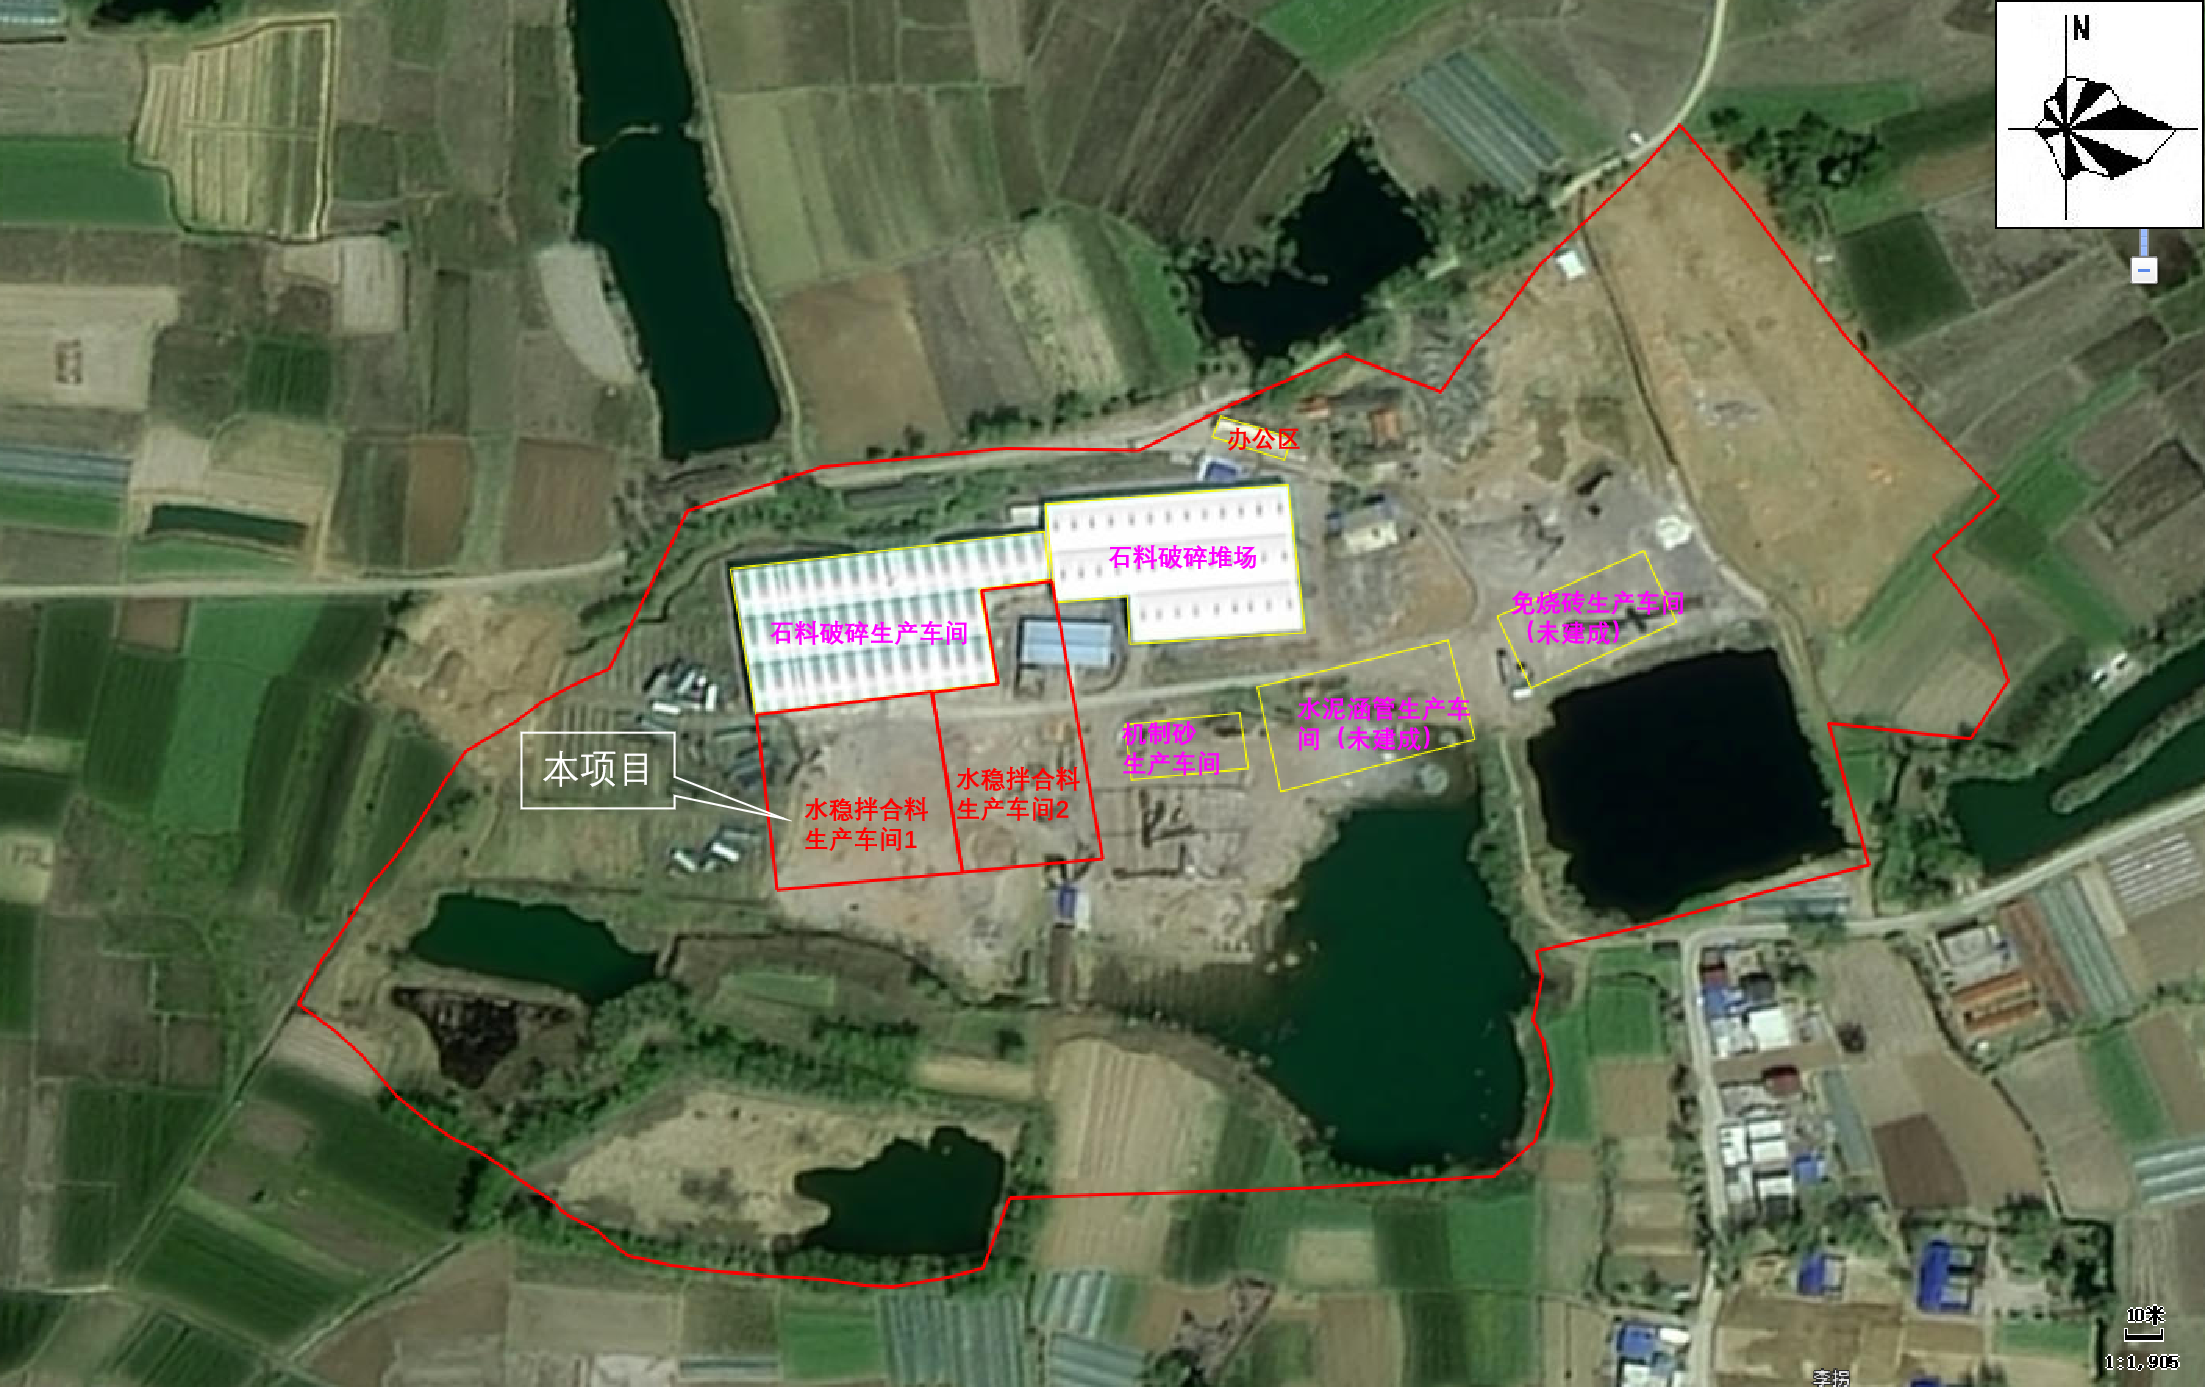 N
办公区
石料破碎堆场
免烧砖生产车间
（未建成）
石料破碎生产车间
水泥涵管生产车
间（未建成）
机制砂
生产车间
本项目
水稳拌合料
生产车间1
水稳拌合料
生产车间2
10米
1:1,905
李拐